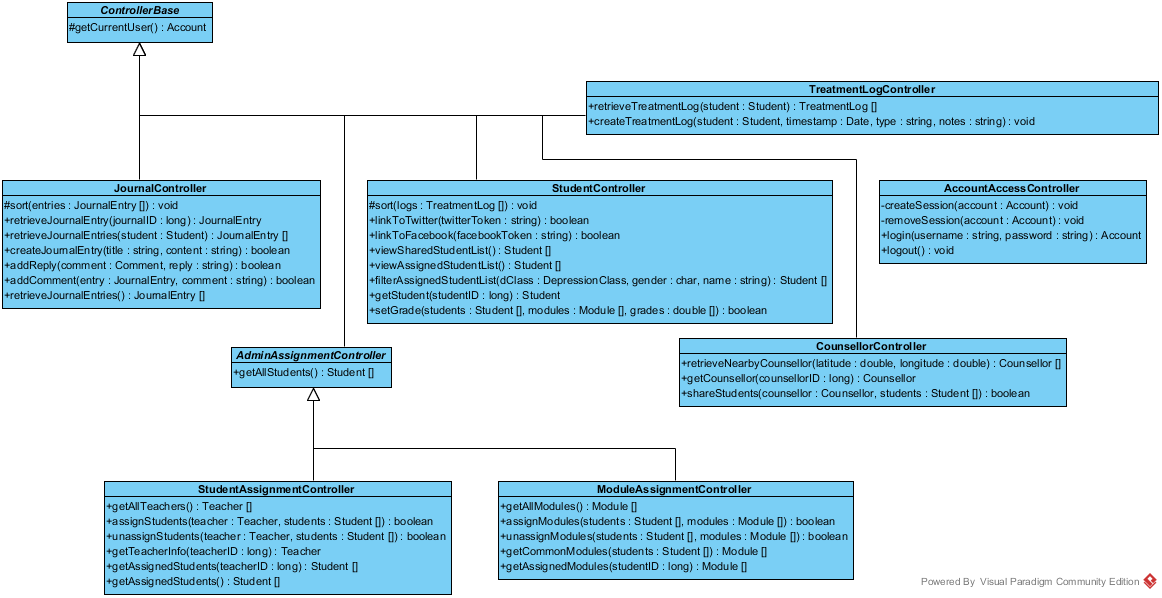 ControllerBase
#getCurrentUser() : Account
TreatmentLogController
+retrieveTreatmentLog(student : Student) : TreatmentLog []
+createTreatmentLog(student : Student, timestamp : Date, type : string, notes : string) : void
JournalController
#sort(entries : JournalEntry []) : void
+retrieveJournalEntry(journalID : long) : JournalEntry
+retrieveJournalEntries(student : Student) : JournalEntry []
+createJournalEntry(title : string, content : string) : boolean
+addReply(comment : Comment, reply : string) : boolean
+addComment(entry : JournalEntry, comment : string) : boolean
+retrieveJournalEntries() : JournalEntry []
StudentController
#sort(logs : TreatmentLog []) : void
+linkToTwitter(twitterToken : string) : boolean
+linkToFacebook(facebookToken : string) : boolean
+viewSharedStudentList() : Student []
+viewAssignedStudentList() : Student []
+filterAssignedStudentList(dClass : DepressionClass, gender : char, name : string) : Student []
+getStudent(studentID : long) : Student
+setGrade(students : Student [], modules : Module [], grades : double []) : boolean
AccountAccessController
-createSession(account : Account) : void
-removeSession(account : Account) : void
+login(username : string, password : string) : Account
+logout() : void
AdminAssignmentController
+getAllStudents() : Student []
CounsellorController
+retrieveNearbyCounsellor(latitude : double, longitude : double) : Counsellor []
+getCounsellor(counsellorID : long) : Counsellor
+shareStudents(counsellor : Counsellor, students : Student []) : boolean
StudentAssignmentController
+getAllTeachers() : Teacher []
+assignStudents(teacher : Teacher, students : Student []) : boolean
+unassignStudents(teacher : Teacher, students : Student []) : boolean
+getTeacherInfo(teacherID : long) : Teacher
+getAssignedStudents(teacherID : long) : Student []
+getAssignedStudents() : Student []
ModuleAssignmentController
+getAllModules() : Module []
+assignModules(students : Student [], modules : Module []) : boolean
+unassignModules(students : Student [], modules : Module []) : boolean
+getCommonModules(students : Student []) : Module []
+getAssignedModules(studentID : long) : Module []
Powered By Visual Paradigm Community Edition